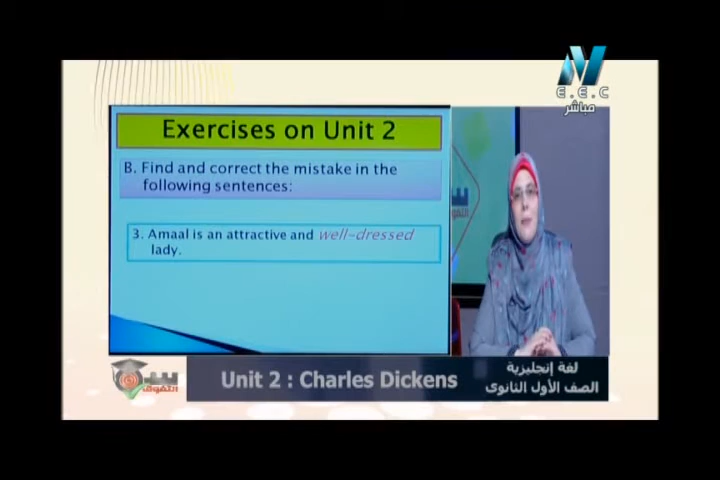 E.E.C
مباشر
Exercises on Unit 2
B. Find and correct the mistake in the
following sentences:
3. Amaal is an attractive and well-dressed
lady.
Unit 2 : Charles Dickens
لغة إنجليزية
الصف الأول الثانوى
التفوق